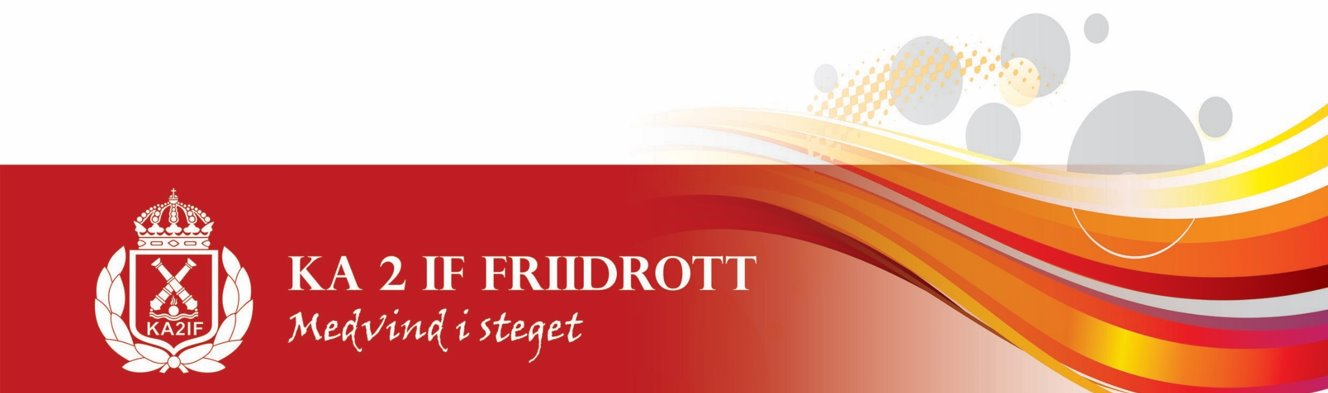 KA2IF
KA 2 IF FRIIDROTT
Medvind i steget